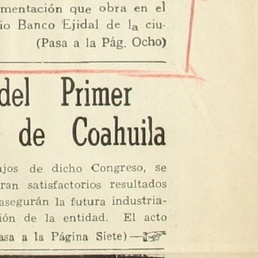 mentación que obra en el
io Banco Ejidal de la ciu-
(Pasa a la Pág. Ocho)
del Primer
de Coahuila
ajos de dicho Congreso, se
ran satisfactorios resultados
asegurán la futura industria-
ión de la entidad. El acto
asa a la Página Siete)—